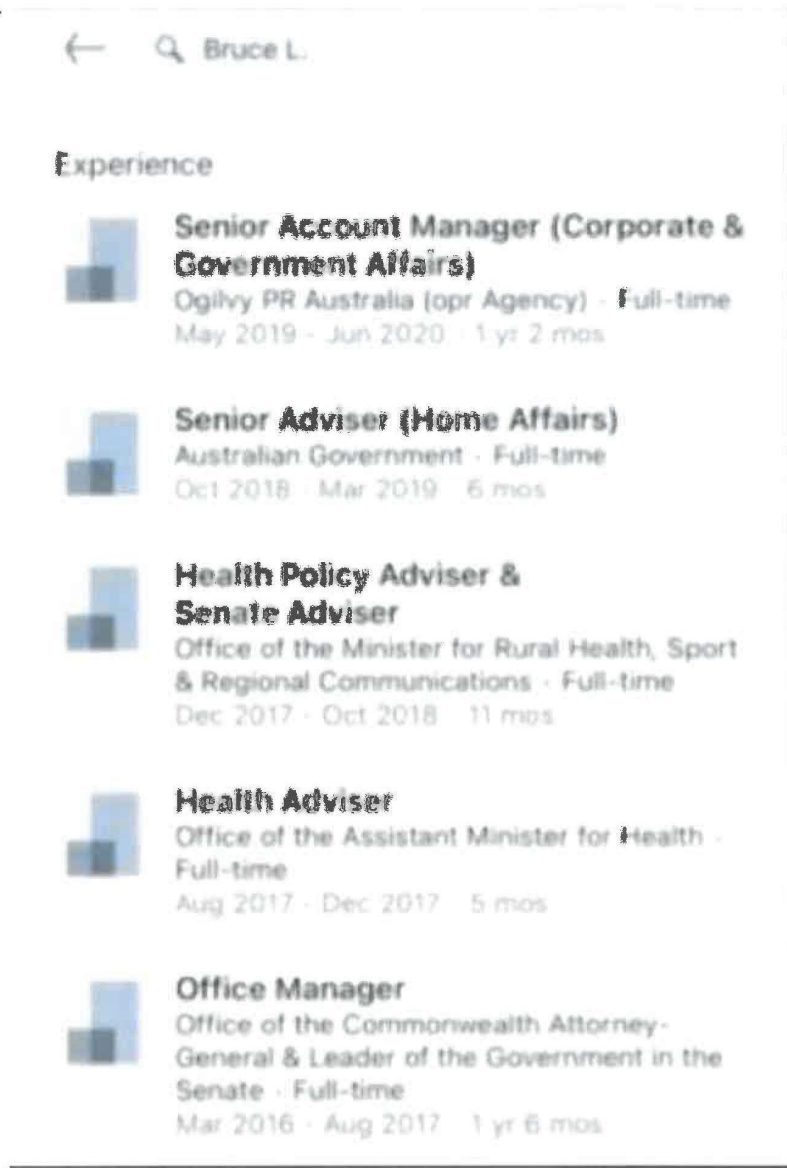 Bruce L.
Experience
Senior Account Manager (Corporate &
Government Affairs)
Ogilvy PR Australia (opr Agency) · Full-time
May 2019 - Jun 2020 · 1 yr 2 mos
Senior Adviser (Home Affairs)
Australian Government · Full-time
Oct 2018 - Mar 2019 · 6 mos
Health Policy Adviser &
Senate Adviser
Office of the Minister for Rural Health, Sport
& Regional Communications · Full-time
Dec 2017 - Oct 2018 · 11 mos
Health Adviser
Office of the Assistant Minister for Health ·
Full-time
Aug 2017 - Dec 2017 · 5 mos
Office Manager
Office of the Commonwealth Attorney-
General & Leader of the Government in the
Senate · Full-time
Mar 2016 - Aug 2017 · 1 yr 6 mos